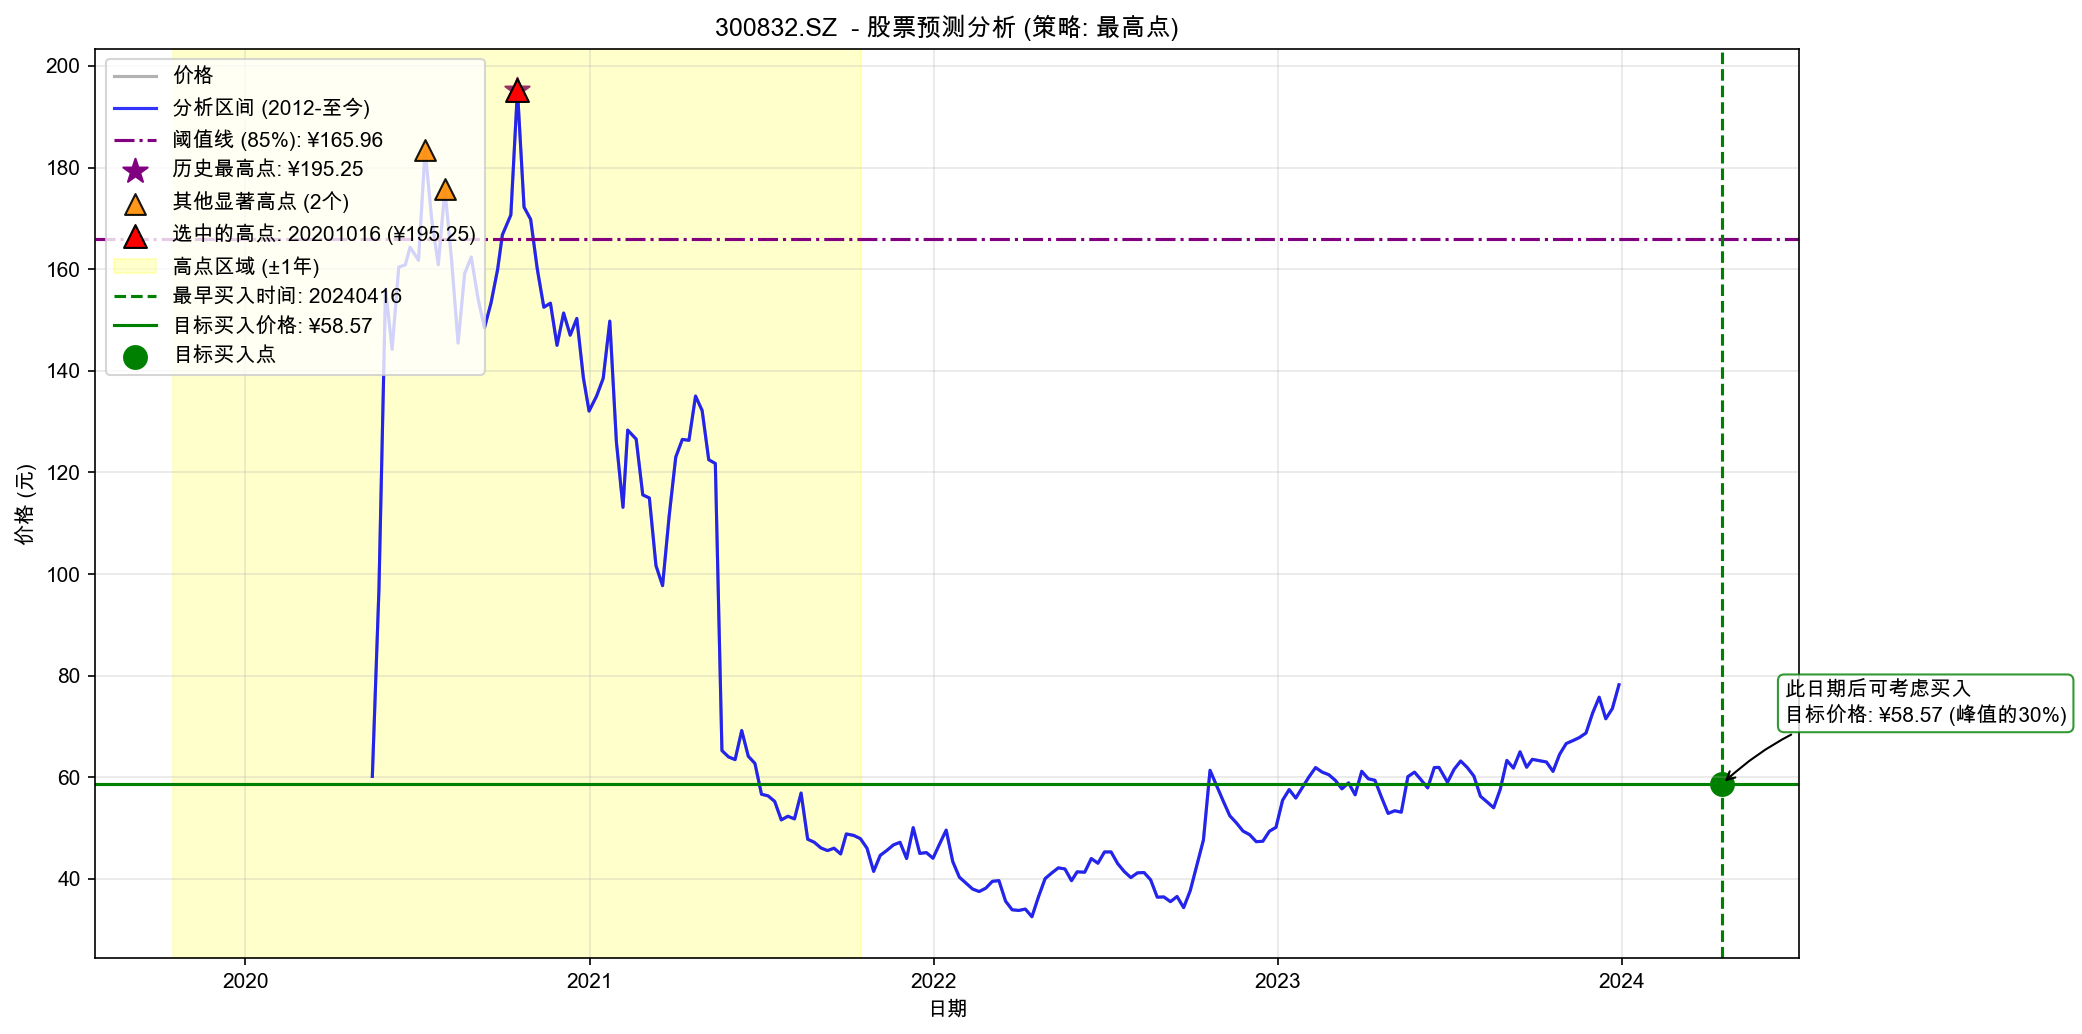 300832.SZ - 股票预测分析 (策略: 最高点)
价格 (元)
200
180
160
140
120
100
80
60
40
价格
分析区间 (2012-至今)
阈值线 (85%): ¥165.96
历史最高点: ¥195.25
其他显著高点 (2个)
选中的高点: 20201016 (¥195.25)
高点区域 (±1年)
最早买入时间: 20240416
目标买入价格: ¥58.57
目标买入点
此日期后可考虑买入
目标价格: ¥58.57 (峰值的30%)
2020
2021
2022
2023
2024
日期